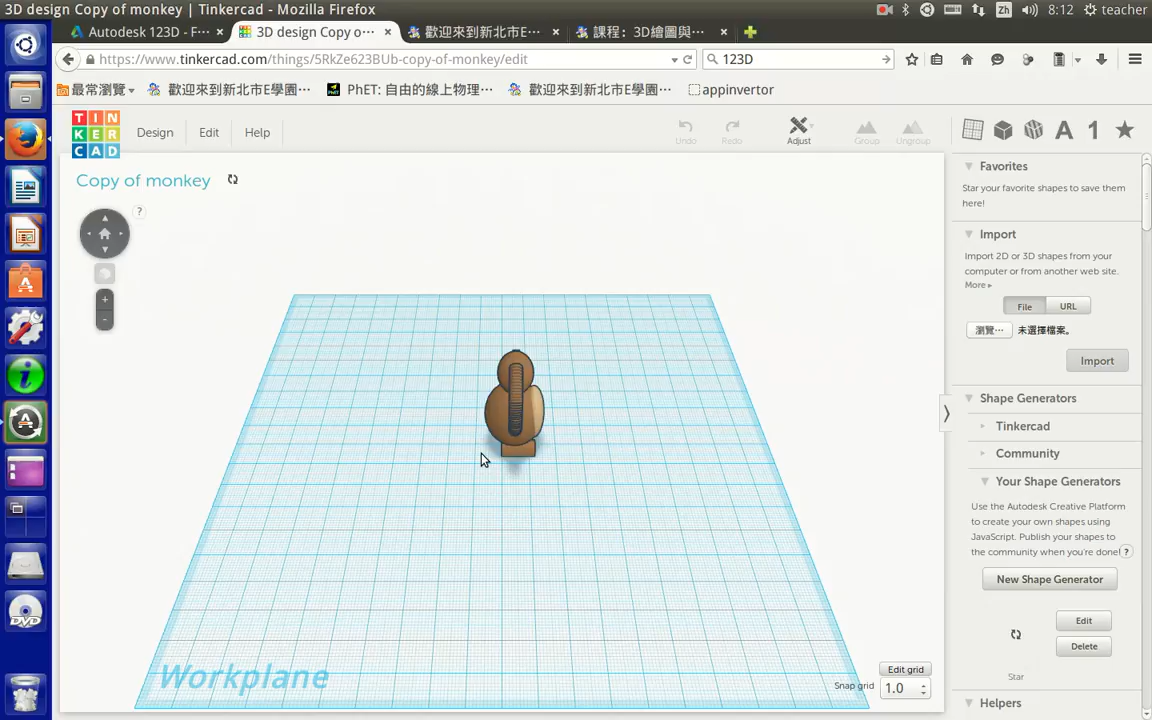 3D design Copy of monkey | Tinkercad - Mozilla Firefox
Zh
8:12
teacher
Autodesk 123D - F···
3D design Copy o···
歡迎來到新北市E···
課程：3D繪圖與···
https://www.tinkercad.com/things/5RkZe623BUb-copy-of-monkey/edit
123D
最常瀏覽
歡迎來到新北市E學園···
PhET: 自由的線上物理···
歡迎來到新北市E學園···
appinvertor
TIN
KER
CAD
Design
Edit
Help
Undo
Redo
Adjust
Group
Ungroup
A
1
Copy of monkey
?
+
-
Workplane
Edit grid
Snap grid
1.0
Favorites
Star your favorite shapes to save them
here!
Import
Import 2D or 3D shapes from your
computer or from another web site.
More
File
URL
瀏覽···
未選擇檔案。
Import
Shape Generators
Tinkercad
Community
Your Shape Generators
Use the Autodesk Creative Platform
to create your own shapes using
JavaScript. Publish your shapes to
the community when you're done!
?
New Shape Generator
Edit
Delete
Star
Helpers
DVD